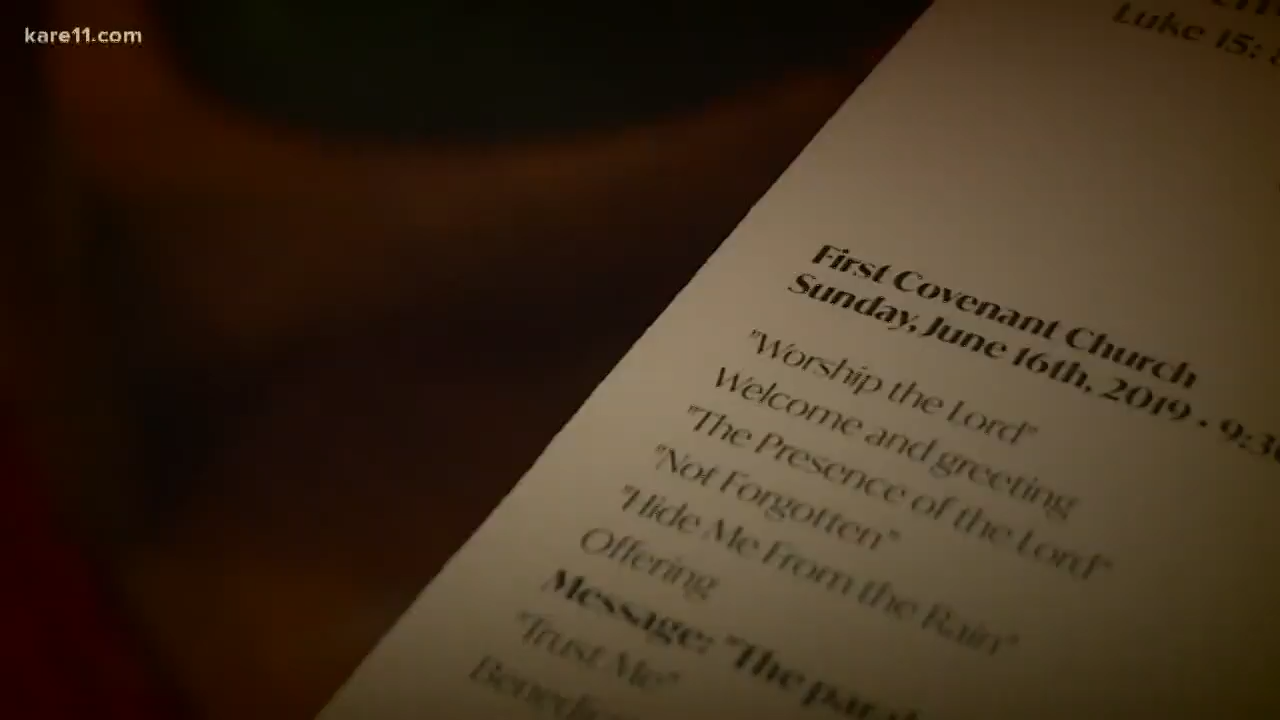 kare11.com
Luke 15:
First Covenant Church
Sunday, June 16th, 2019 • 9:3
"Worship the Lord"
Welcome and greeting
"The Presence of the Lord"
"Not Forgotten"
"Hide Me From the Rain"
Offering
Message: "The
"Trust Me"